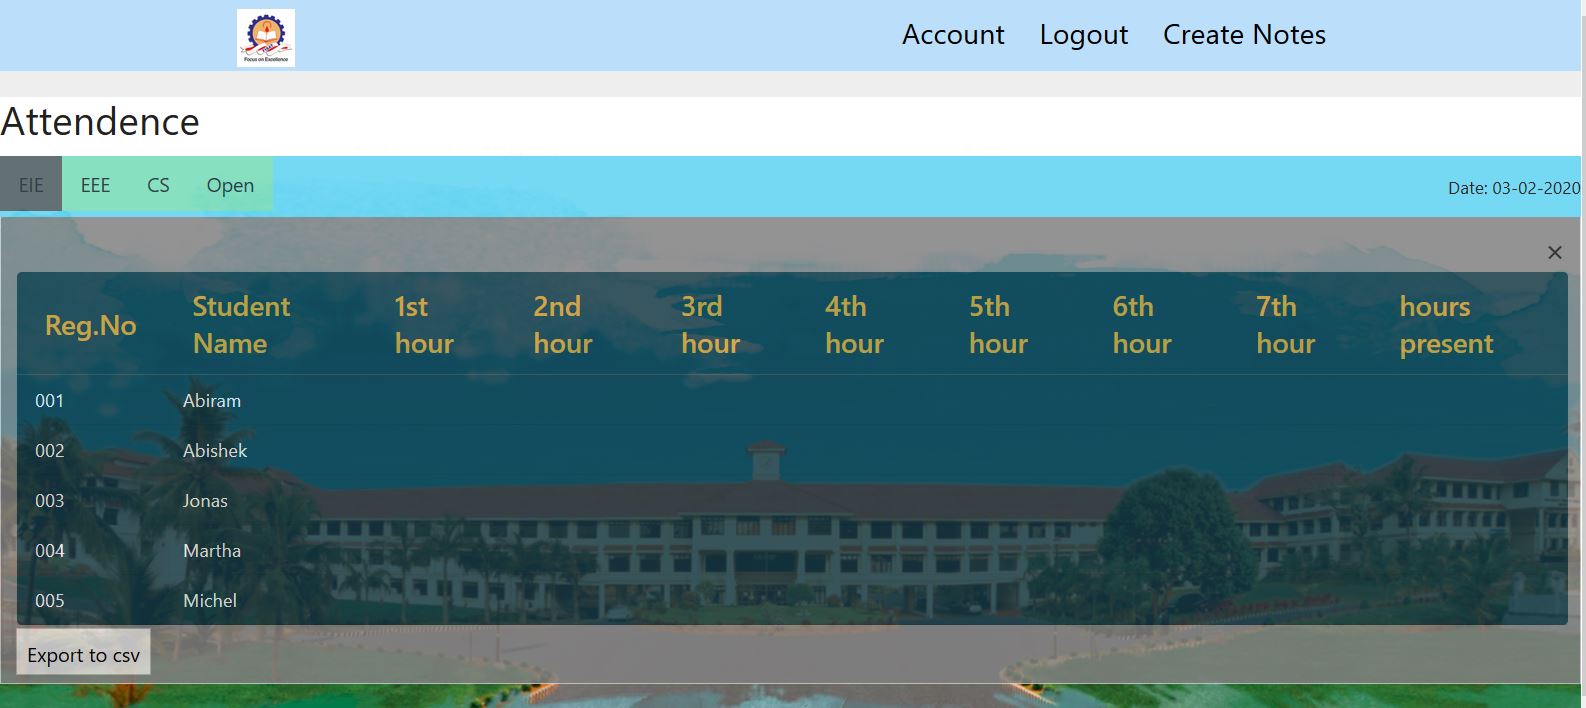 Focus on Excellence
Account Logout Create Notes
Attendence
EIE EEE CS Open
Date: 03-02-2020
×
Reg.No Student Name 1st hour 2nd hour 3rd hour 4th hour 5th hour 6th hour 7th hour hours present
001 Abiram
002 Abishek
003 Jonas
004 Martha
005 Michel
Export to csv